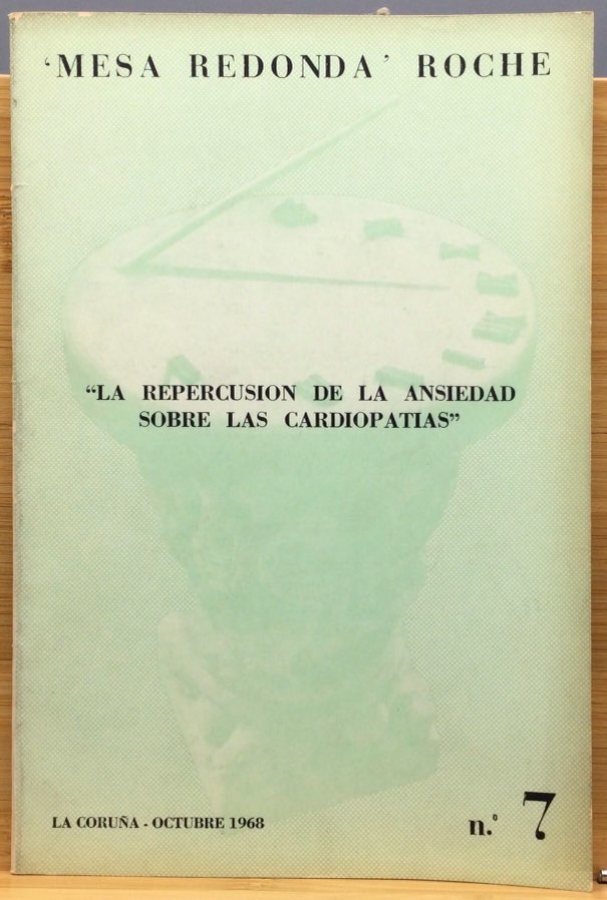 ‘MESA REDONDA’ ROCHE
“LA REPERCUSION DE LA ANSIEDAD
SOBRE LAS CARDIOPATIAS”
LA CORUÑA - OCTUBRE 1968
n.º 7